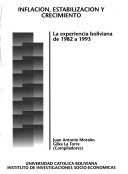 INFLACION, ESTABILIZACION Y
CRECIMIENTO
La experiencia boliviana
de 1982 a 1993
Juan Antonio Morales
Gilka La Torre
(Compiladores)
UNIVERSIDAD CATOLICA BOLIVIANA
INSTITUTO DE INVESTIGACIONES SOCIO-ECONOMICAS